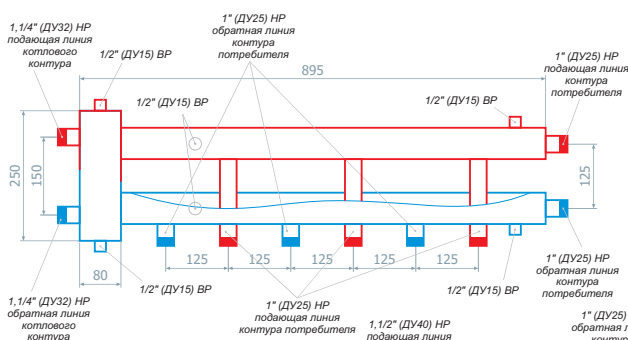 1,1/4" (ДУ32) НР
подающая линия
котлового
контура
1/2" (ДУ15) ВР
1" (ДУ25) НР
обратная линия
контура
потребителя
895
1/2" (ДУ15) ВР
1/2" (ДУ15) ВР
1" (ДУ25) НР
подающая линия
контура
потребителя
250
150
125
125
125
125
125
125
80
1/2" (ДУ15) ВР
1,1/4" (ДУ32) НР
обратная линия
котлового
контура
1" (ДУ25) НР
подающая линия
контура потребителя
1,1/2" (ДУ40) НР
подающая линия
1/2" (ДУ15) ВР
1" (ДУ25) НР
обратная линия
контура
потребителя
1" (ДУ25)
обратная л